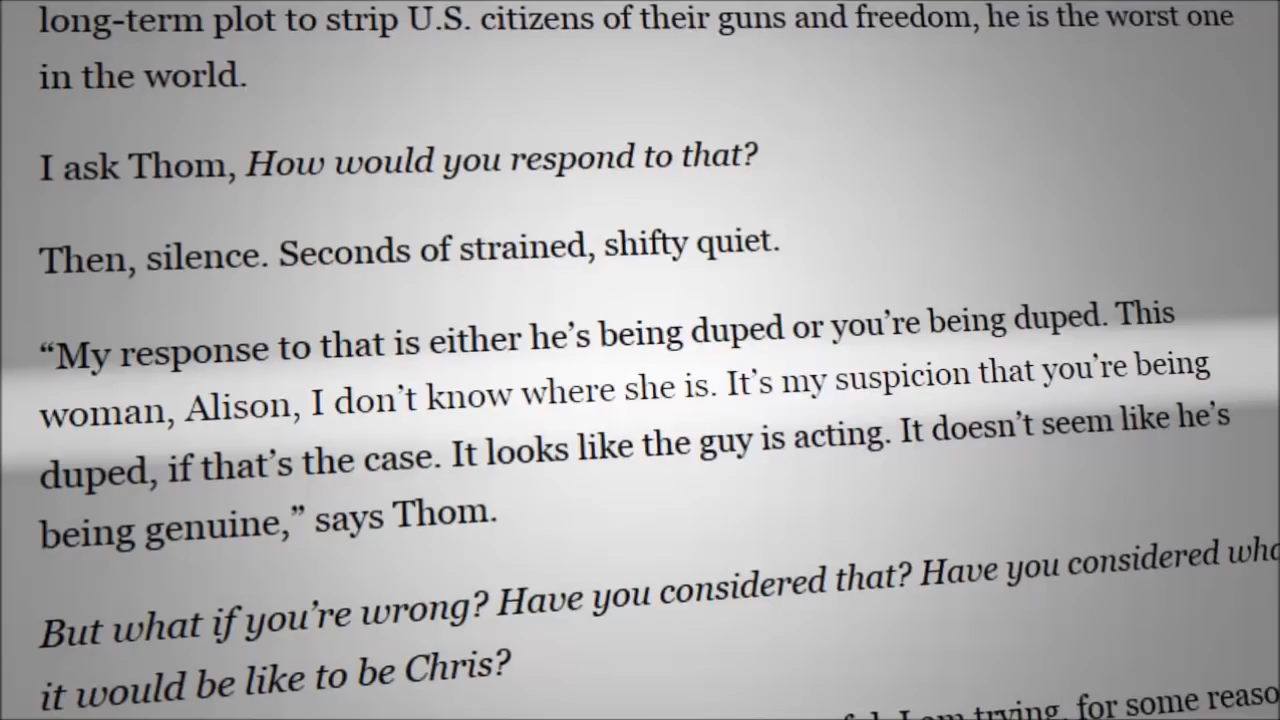 long-term plot to strip U.S. citizens of their guns and freedom, he is the worst one
in the world.
I ask Thom, How would you respond to that?
Then, silence. Seconds of strained, shifty quiet.
“My response to that is either he’s being duped or you’re being duped. This
woman, Alison, I don’t know where she is. It’s my suspicion that you’re being
duped, if that’s the case. It looks like the guy is acting. It doesn’t seem like he’s
being genuine,” says Thom.
But what if you’re wrong? Have you considered that? Have you considered
it would be like to be Chris?
I am trying, for some